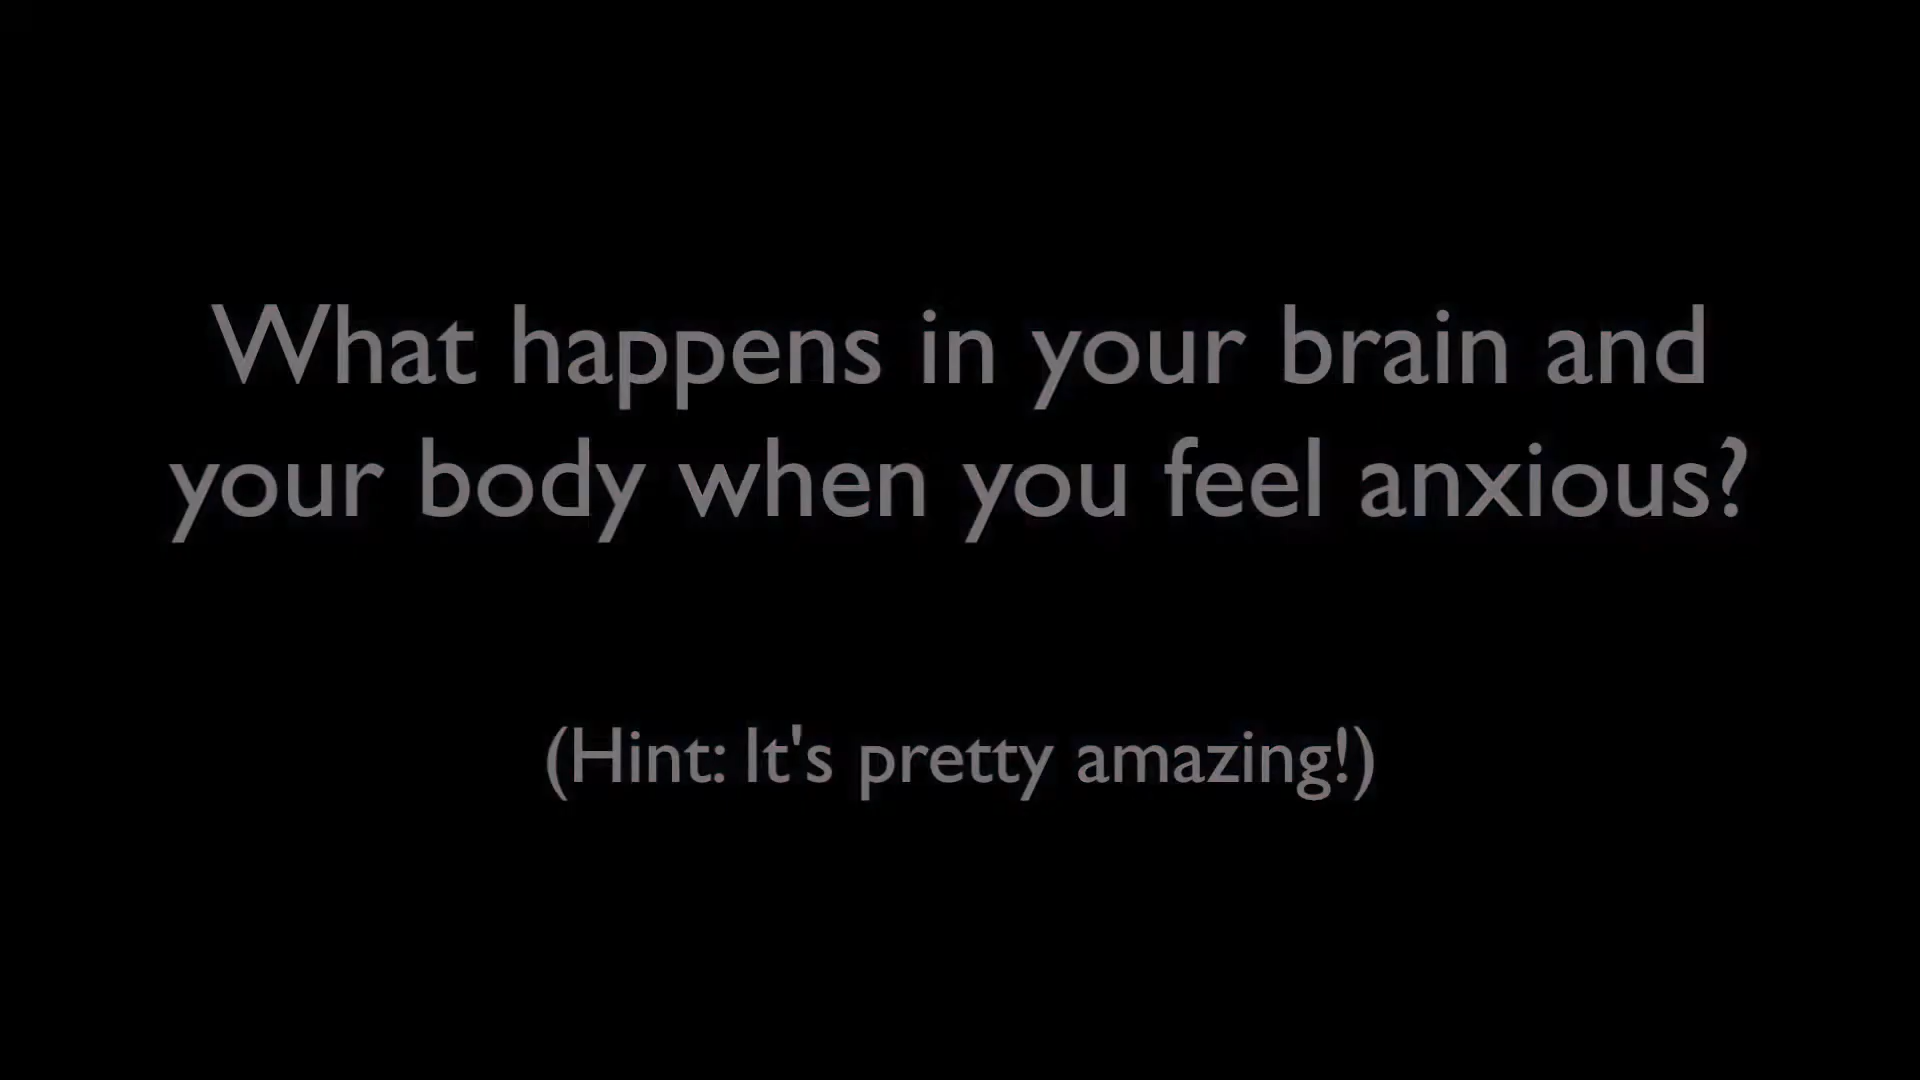 What happens in your brain and
your body when you feel anxious?
(Hint: It's pretty amazing!)